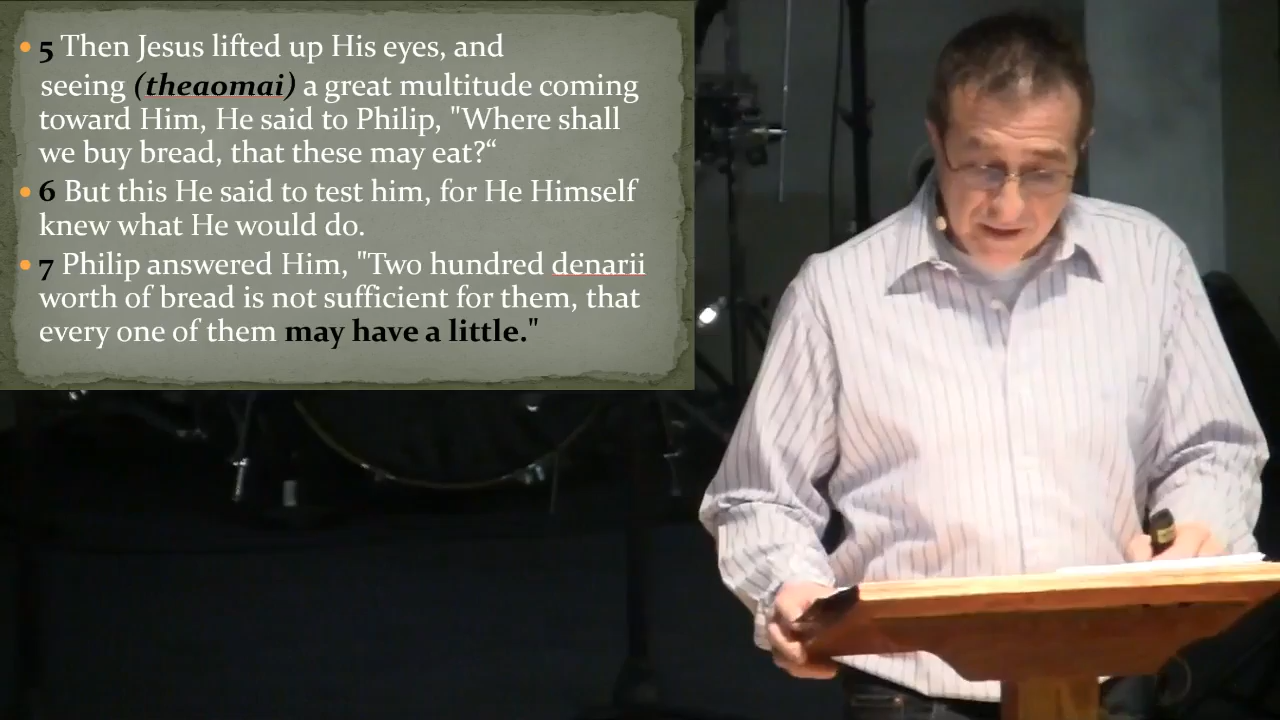 • 5 Then Jesus lifted up His eyes, and
seeing (theaomai) a great multitude coming
toward Him, He said to Philip, "Where shall
we buy bread, that these may eat?“
• 6 But this He said to test him, for He Himself
knew what He would do.
• 7 Philip answered Him, "Two hundred denarii
worth of bread is not sufficient for them, that
every one of them may have a little."